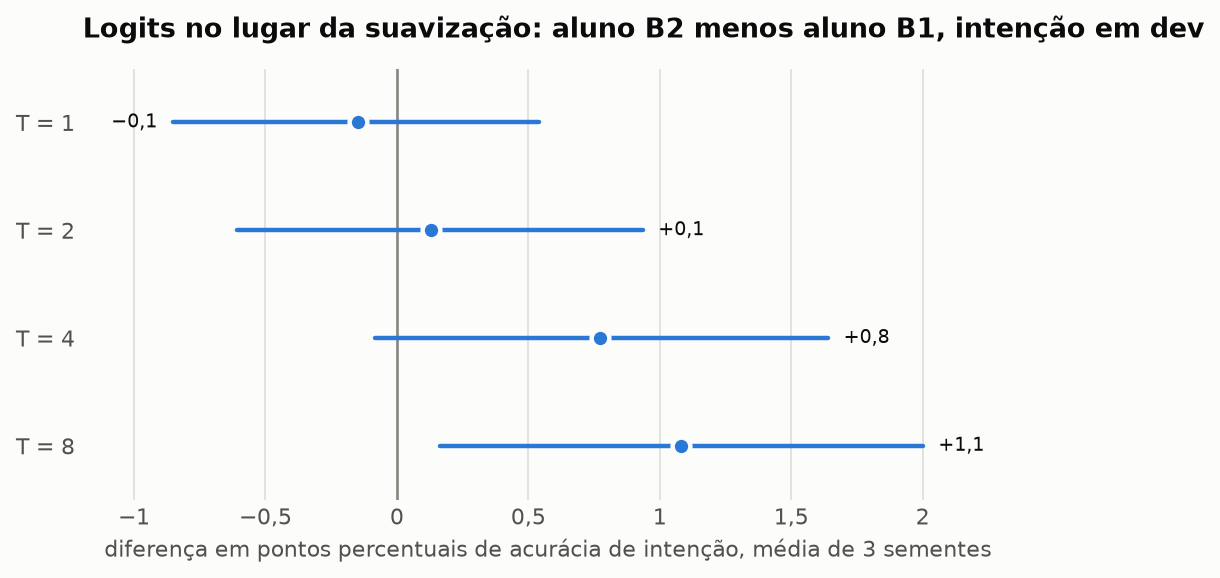 Logits no lugar da suavização: aluno B2 menos aluno B1, intenção em dev
T = 1
−0,1
T = 2
+0,1
T = 4
+0,8
T = 8
+1,1
−1
−0,5
0
0,5
1
1,5
2
diferença em pontos percentuais de acurácia de intenção, média de 3 sementes